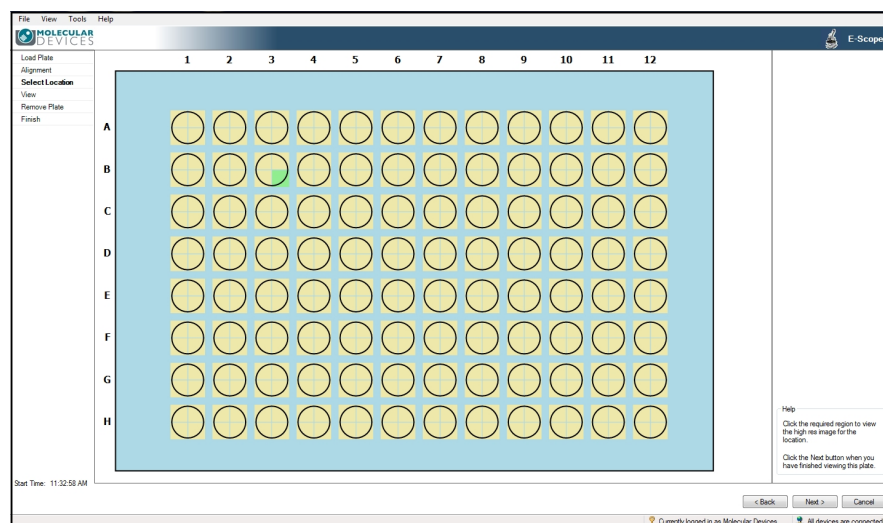 File View Tools Help
MOLECULAR
DEVICES
E-Scope
Load Plate
Alignment
Select Location
View
Remove Plate
Finish
1 2 3 4 5 6 7 8 9 10 11 12
A
B
C
D
E
F
G
H
Help
Click the required region to view
the high res image for the
location.
Click the Next button when you
have finished viewing this plate.
Start Time: 11:32:58 AM
< Back Next > Cancel
Currently logged in as Molecular Devices All devices are connected